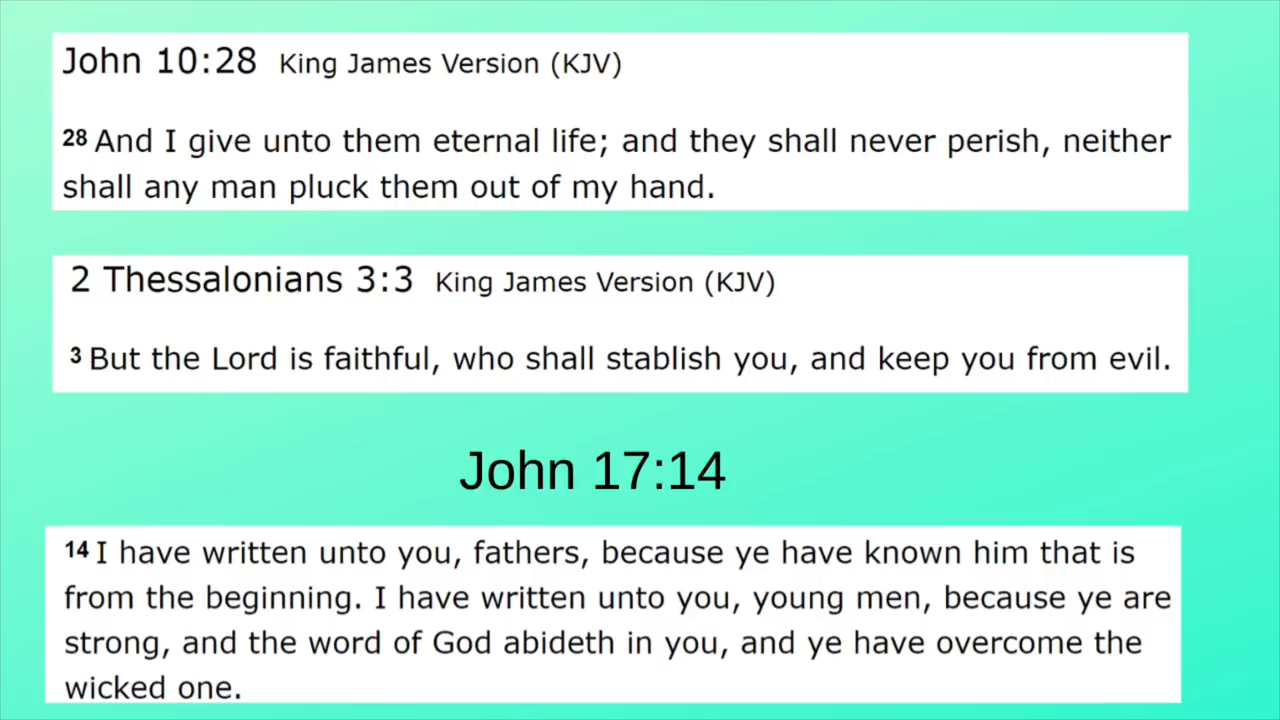 John 10:28 King James Version (KJV)
28 And I give unto them eternal life; and they shall never perish, neither
shall any man pluck them out of my hand.
2 Thessalonians 3:3 King James Version (KJV)
3 But the Lord is faithful, who shall stablish you, and keep you from evil.
John 17:14
14 I have written unto you, fathers, because ye have known him that is
from the beginning. I have written unto you, young men, because ye are
strong, and the word of God abideth in you, and ye have overcome the
wicked one.